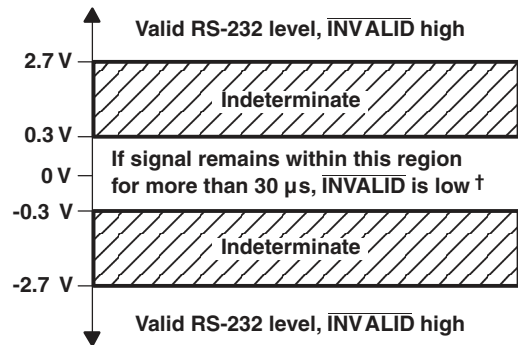 Valid RS-232 level, INVALID high
2.7 V
Indeterminate
0.3 V
If signal remains within this region
0 V
for more than 30 µs, INVALID is low †
-0.3 V
Indeterminate
-2.7 V
Valid RS-232 level, INVALID high